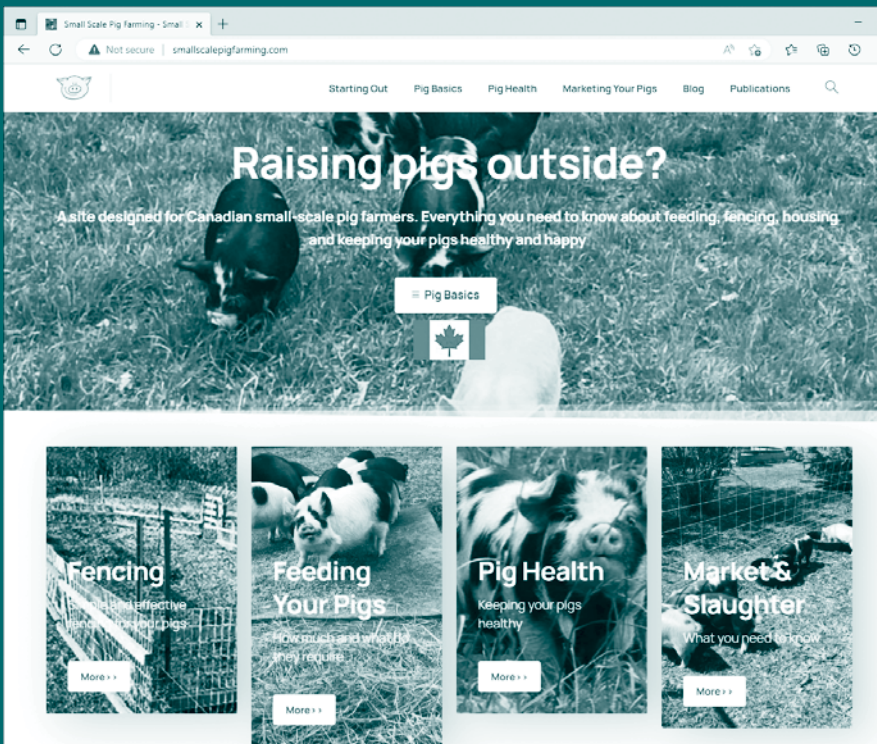 Small Scale Pig Farming - Small S
Not secure | smallscalepigfarming.com
Starting Out Pig Basics Pig Health Marketing Your Pigs Blog Publications
Raising pigs outside?
A site designed for Canadian small-scale pig farmers. Everything you need to know about feeding, fencing, housing
and keeping your pigs healthy and happy
Pig Basics
Fencing
Simple and effective
fencing for your pigs
More>>
Feeding
Your Pigs
How much and what do
they require
More>>
Pig Health
Keeping your pigs
healthy
More>>
Market &
Slaughter
What you need to know
More>>